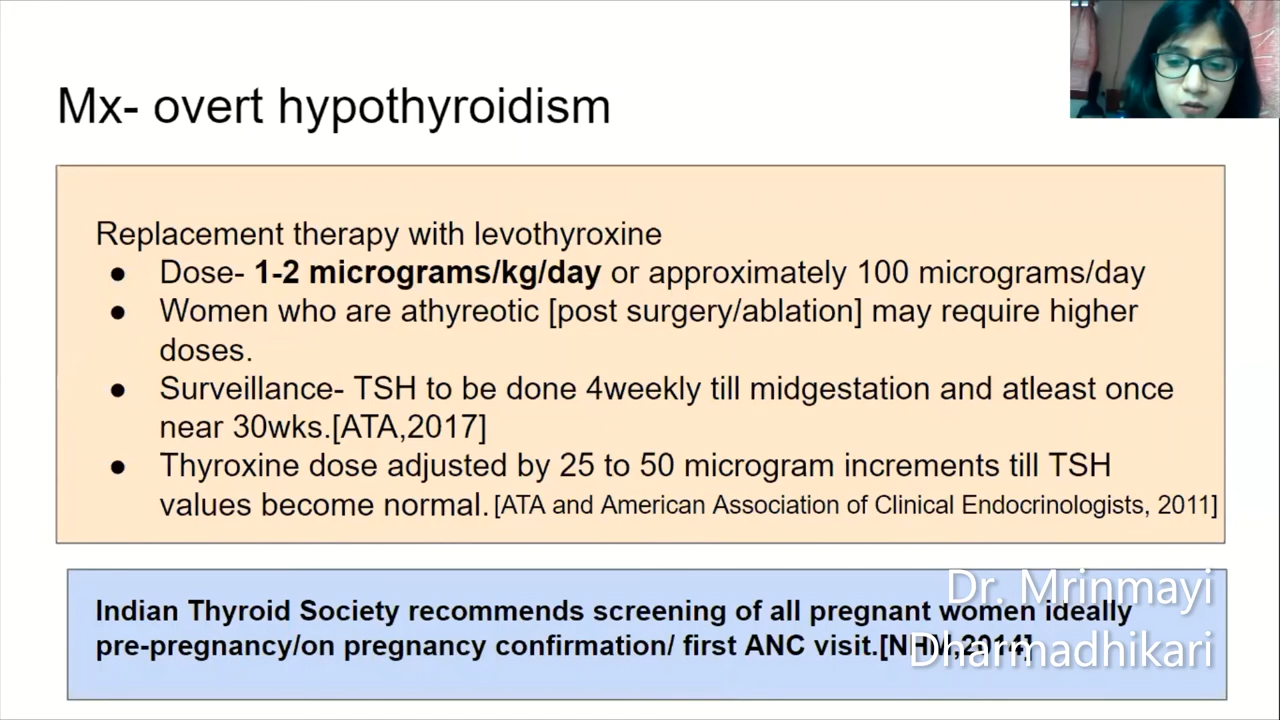 Mx- overt hypothyroidism
Replacement therapy with levothyroxine
● Dose- 1-2 micrograms/kg/day or approximately 100 micrograms/day
● Women who are athyreotic [post surgery/ablation] may require higher
doses.
● Surveillance- TSH to be done 4weekly till midgestation and atleast once
near 30wks.[ATA,2017]
● Thyroxine dose adjusted by 25 to 50 microgram increments till TSH
values become normal. [ATA and American Association of Clinical Endocrinologists, 2011]
Indian Thyroid Society recommends screening of all pregnant women ideally
pre-pregnancy/on pregnancy confirmation/ first ANC visit.[NHM,2014]
Dr. Mrinmayi
Dharmadhikari